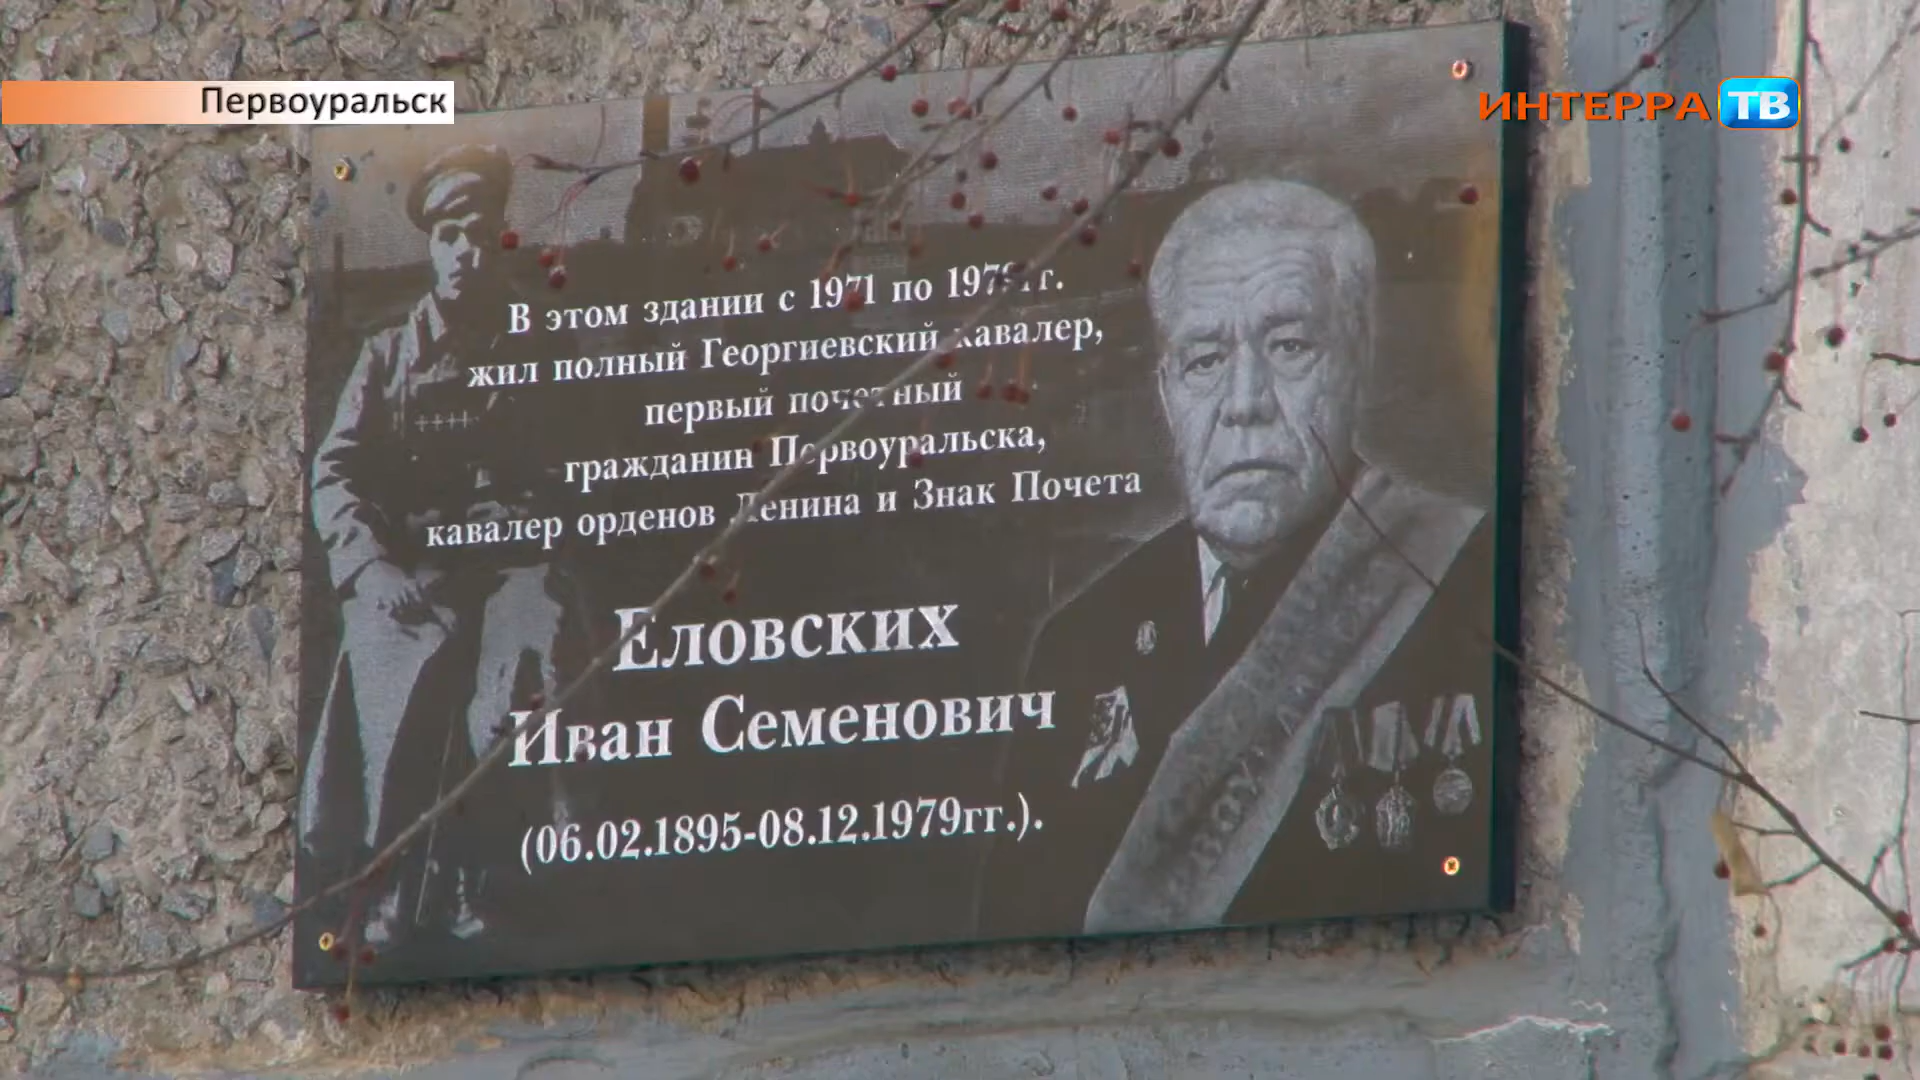 Первоуральск
ИНТЕРРА ТВ
В этом здании с 1971 по 1979 гг.
жил полный Георгиевский кавалер,
первый почетный
гражданин Первоуральска,
кавалер орденов Ленина и Знак Почета
Еловских
Иван Семенович
(06.02.1895-08.12.1979гг.).